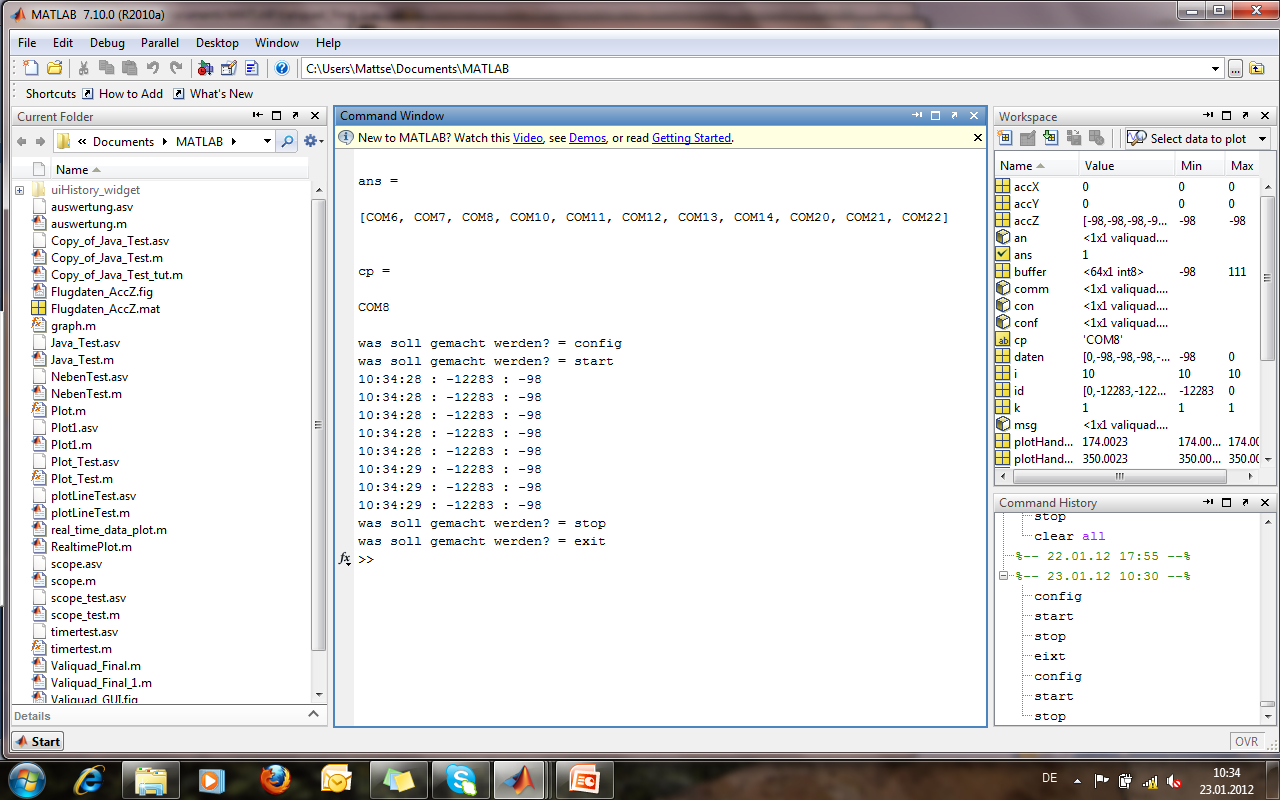 MATLAB 7.10.0 (R2010a)
File Edit Debug Parallel Desktop Window Help
C:\Users\Mattse\Documents\MATLAB
Shortcuts How to Add What's New
Current Folder
« Documents MATLAB
Name
uiHistory_widget
auswertung.asv
auswertung.m
Copy_of_Java_Test.asv
Copy_of_Java_Test.m
Copy_of_Java_Test_tut.m
Flugdaten_AccZ.fig
Flugdaten_AccZ.mat
graph.m
Java_Test.asv
Java_Test.m
NebenTest.asv
NebenTest.m
Plot.m
Plot1.asv
Plot1.m
Plot_Test.asv
Plot_Test.m
plotLineTest.asv
plotLineTest.m
real_time_data_plot.m
RealtimePlot.m
scope.asv
scope.m
scope_test.asv
scope_test.m
timertest.asv
timertest.m
Valiquad_Final.m
Valiquad_Final_1.m
Valiquad_GUI.fig
Details
Command Window
New to MATLAB? Watch this Video, see Demos, or read Getting Started.
ans =
[COM6, COM7, COM8, COM10, COM11, COM12, COM13, COM14, COM20, COM21, COM22]
cp =
COM8
was soll gemacht werden? = config
was soll gemacht werden? = start
10:34:28 : -12283 : -98
10:34:28 : -12283 : -98
10:34:28 : -12283 : -98
10:34:28 : -12283 : -98
10:34:28 : -12283 : -98
10:34:29 : -12283 : -98
10:34:29 : -12283 : -98
10:34:29 : -12283 : -98
was soll gemacht werden? = stop
was soll gemacht werden? = exit
fx >>
Workspace
Select data to plot
Name Value Min Max
accX 0 0 0
accY 0 0 0
accZ [-98,-98,-98,-9... -98 -98
an <1x1 valiquad....
ans 1
buffer <64x1 int8> -98 111
comm <1x1 valiquad....
con <1x1 valiquad....
conf <1x1 valiquad....
cp 'COM8'
daten [0,-98,-98,-98,-... -98 0
i 10 10 10
id [0,-12283,-122... -12283 0
k 1 1 1
msg <1x1 valiquad....
plotHand... 174.0023 174.00... 174.0
plotHand... 350.0023 350.00... 350.0
Command History
stop
clear all
%-- 22.01.12 17:55 --%
%-- 23.01.12 10:30 --%
config
start
stop
eixt
config
start
stop
Start
OVR
DE
10:34
23.01.2012